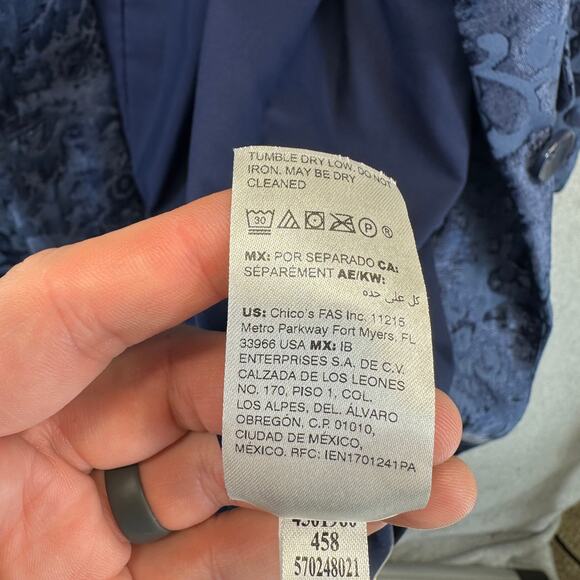 TUMBLE DRY LOW. DO NOT
IRON. MAY BE DRY
CLEANED
30 P ®
MX: POR SEPARADO CA:
SÉPARÉMENT AE/KW:
كل على حده
US: Chico's FAS Inc. 11215
Metro Parkway Fort Myers, FL
33966 USA MX: IB
ENTERPRISES S.A. DE C.V.
CALZADA DE LOS LEONES
NO. 170, PISO 1, COL.
LOS ALPES, DEL. ÁLVARO
OBREGÓN, C.P. 01010,
CIUDAD DE MÉXICO,
MÉXICO. RFC: IEN1701241PA
458
570248021